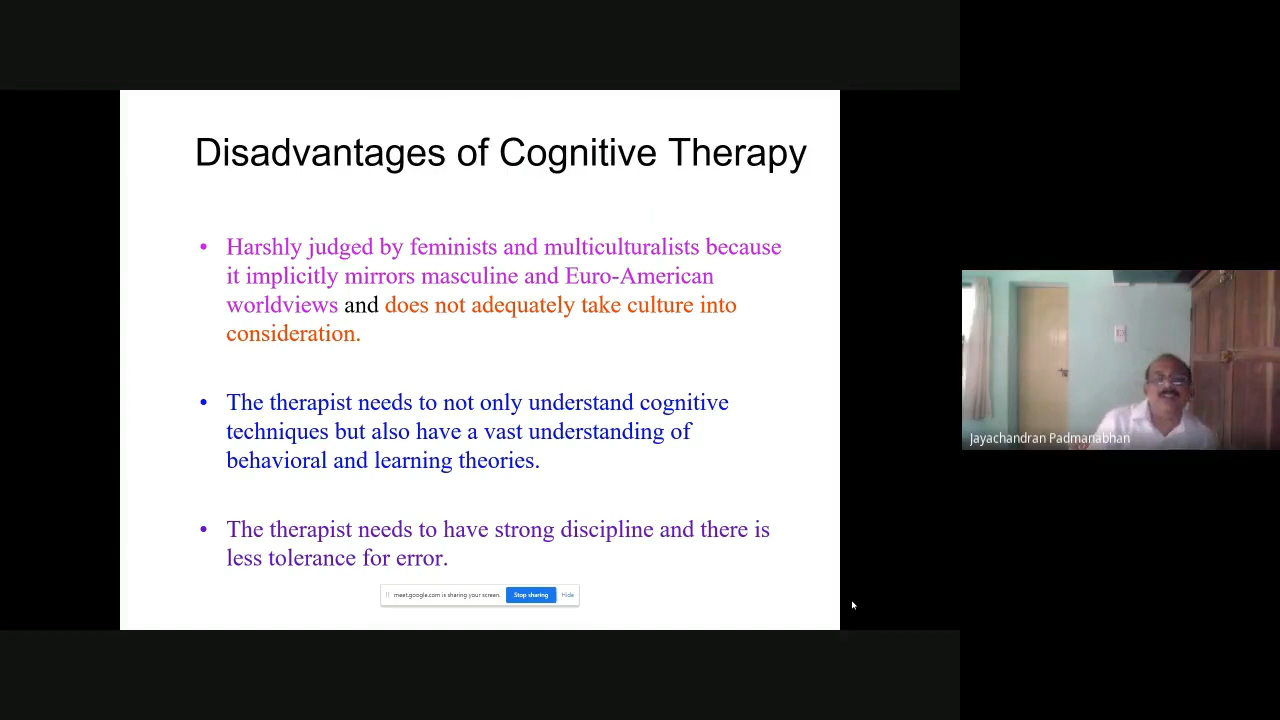 Disadvantages of Cognitive Therapy
• Harshly judged by feminists and multiculturalists because
it implicitly mirrors masculine and Euro-American
worldviews and does not adequately take culture into
consideration.
• The therapist needs to not only understand cognitive
techniques but also have a vast understanding of
behavioral and learning theories.
• The therapist needs to have strong discipline and there is
less tolerance for error.
meet.google.com is sharing your screen. Stop sharing Hide
Jayachandran Padmanabhan